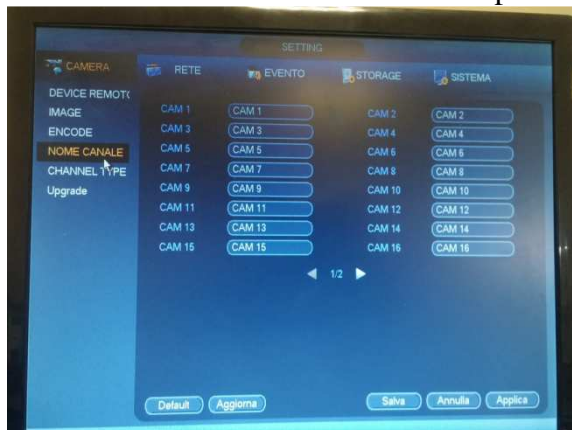 SETTING
CAMERA RETE EVENTO STORAGE SISTEMA
DEVICE REMOT
IMAGE
ENCODE
NOME CANALE
CHANNEL TYPE
Upgrade
CAM 1 CAM 1 CAM 2 CAM 2
CAM 3 CAM 3 CAM 4 CAM 4
CAM 5 CAM 5 CAM 6 CAM 6
CAM 7 CAM 7 CAM 8 CAM 8
CAM 9 CAM 9 CAM 10 CAM 10
CAM 11 CAM 11 CAM 12 CAM 12
CAM 13 CAM 13 CAM 14 CAM 14
CAM 15 CAM 15 CAM 16 CAM 16
1/2
Default Aggiorna Salva Annulla Applica